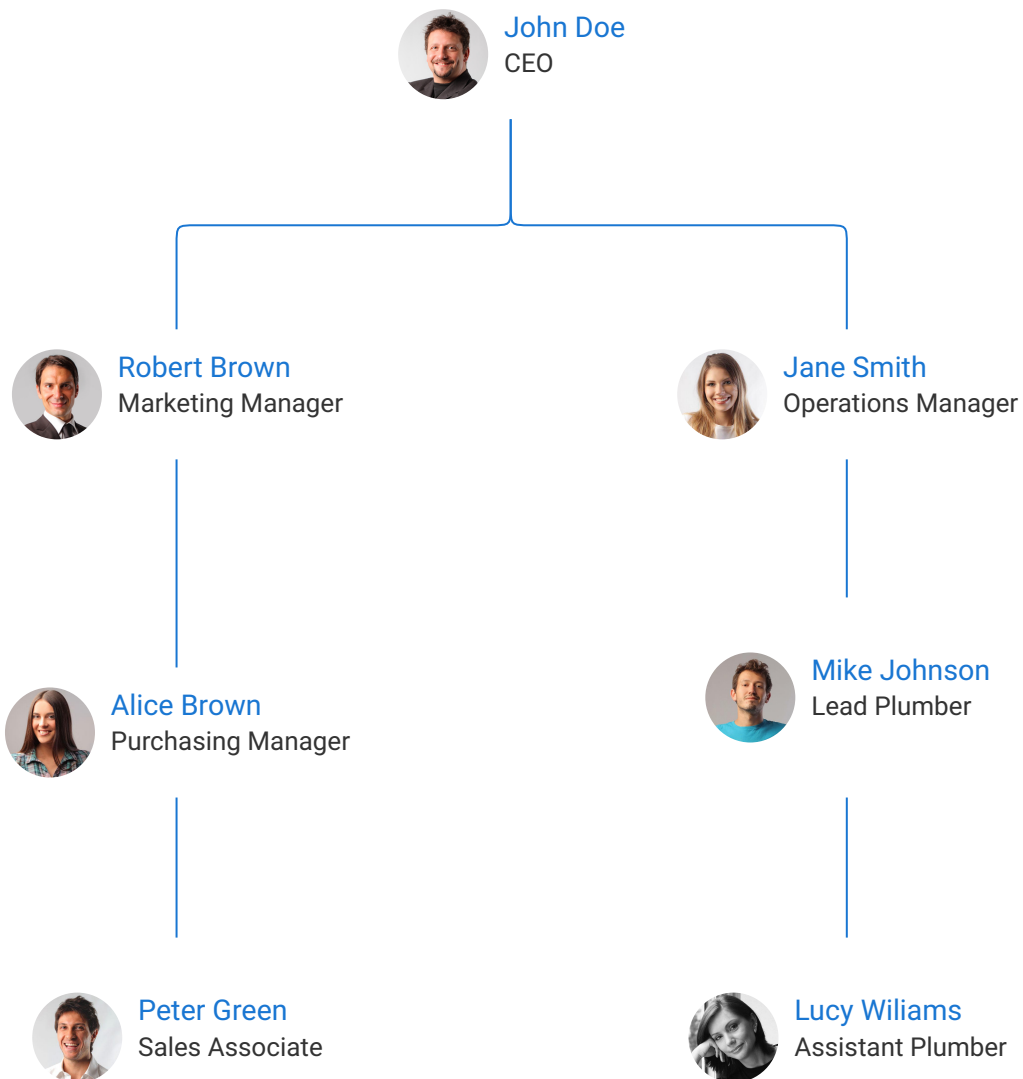 John Doe
CEO
Robert Brown
Marketing Manager
Jane Smith
Operations Manager
Alice Brown
Purchasing Manager
Mike Johnson
Lead Plumber
Peter Green
Sales Associate
Lucy Wiliams
Assistant Plumber